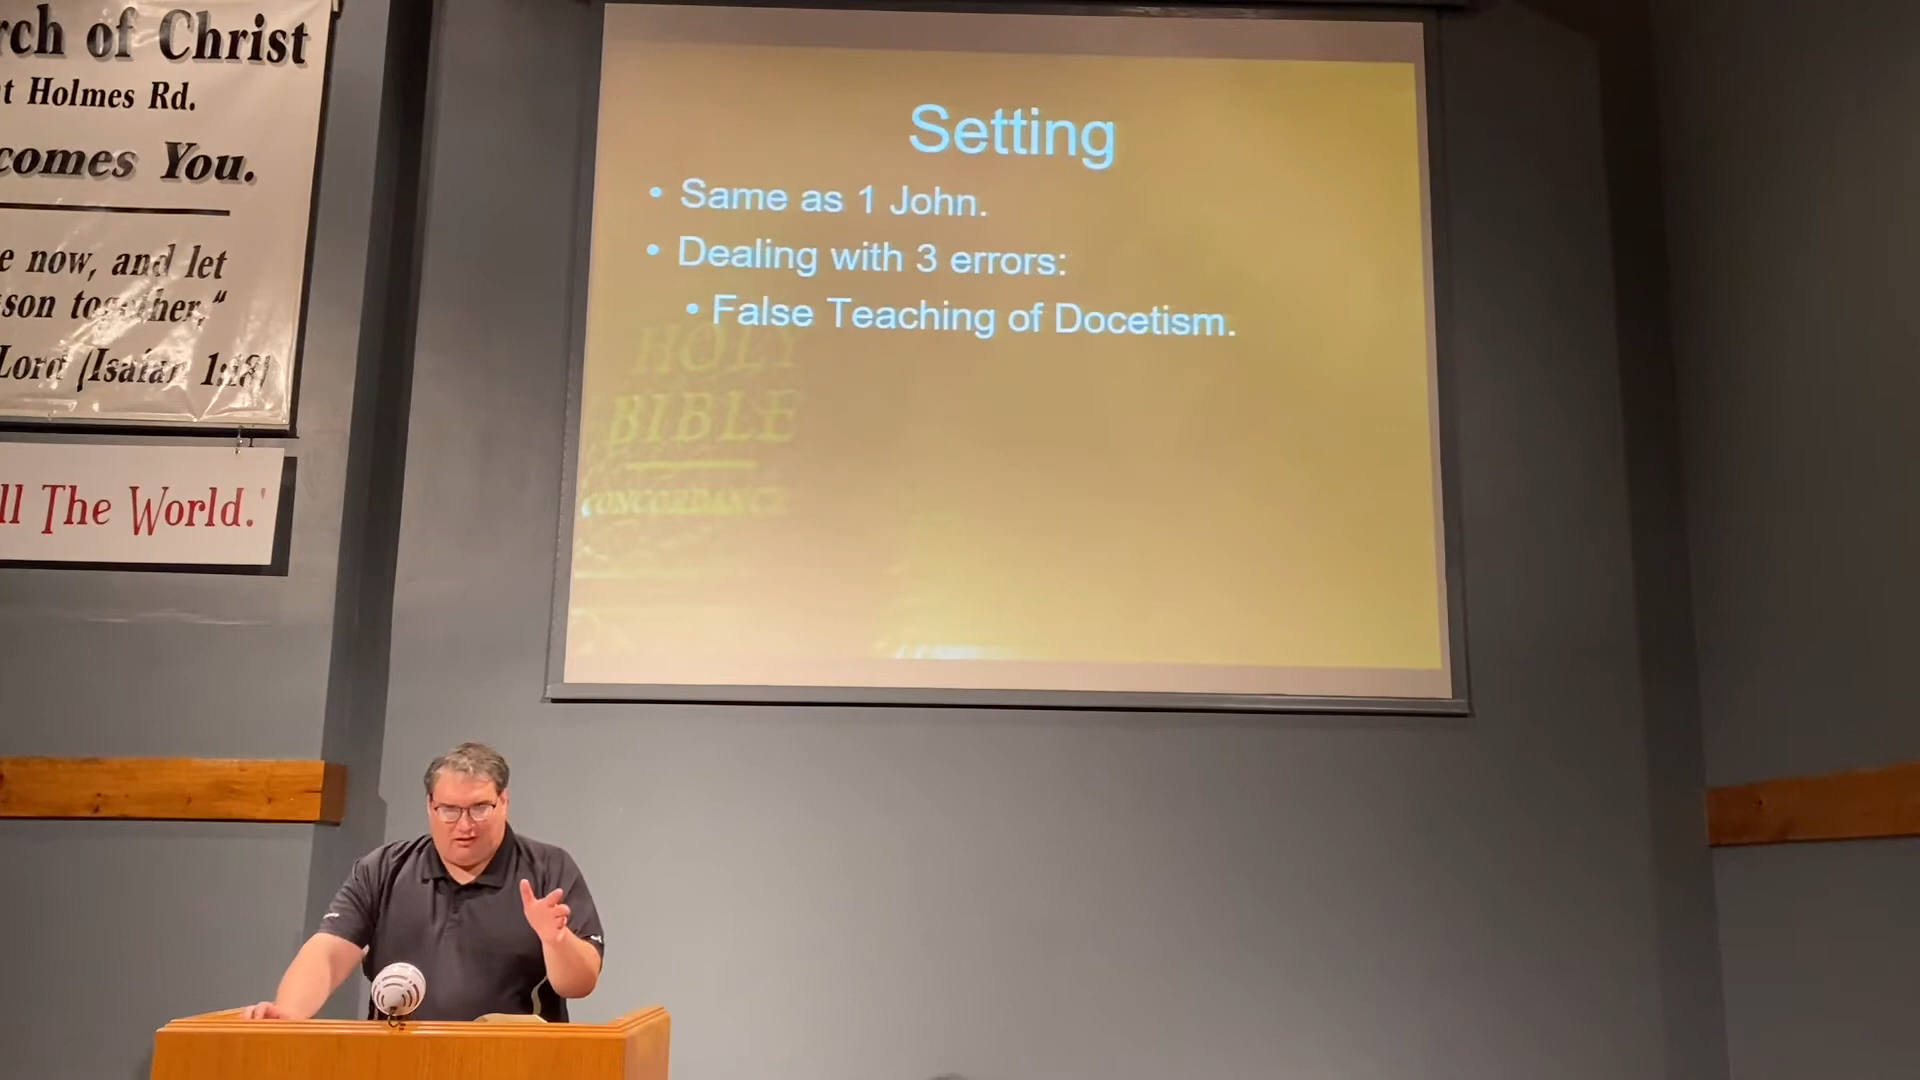 rch of Christ
t Holmes Rd.
comes You.
e now, and let
son together,"
Lord (Isaiah 1:18)
ll The World.'
Setting
• Same as 1 John.
• Dealing with 3 errors:
• False Teaching of Docetism.
HOLY
BIBLE
CONCORDANCE